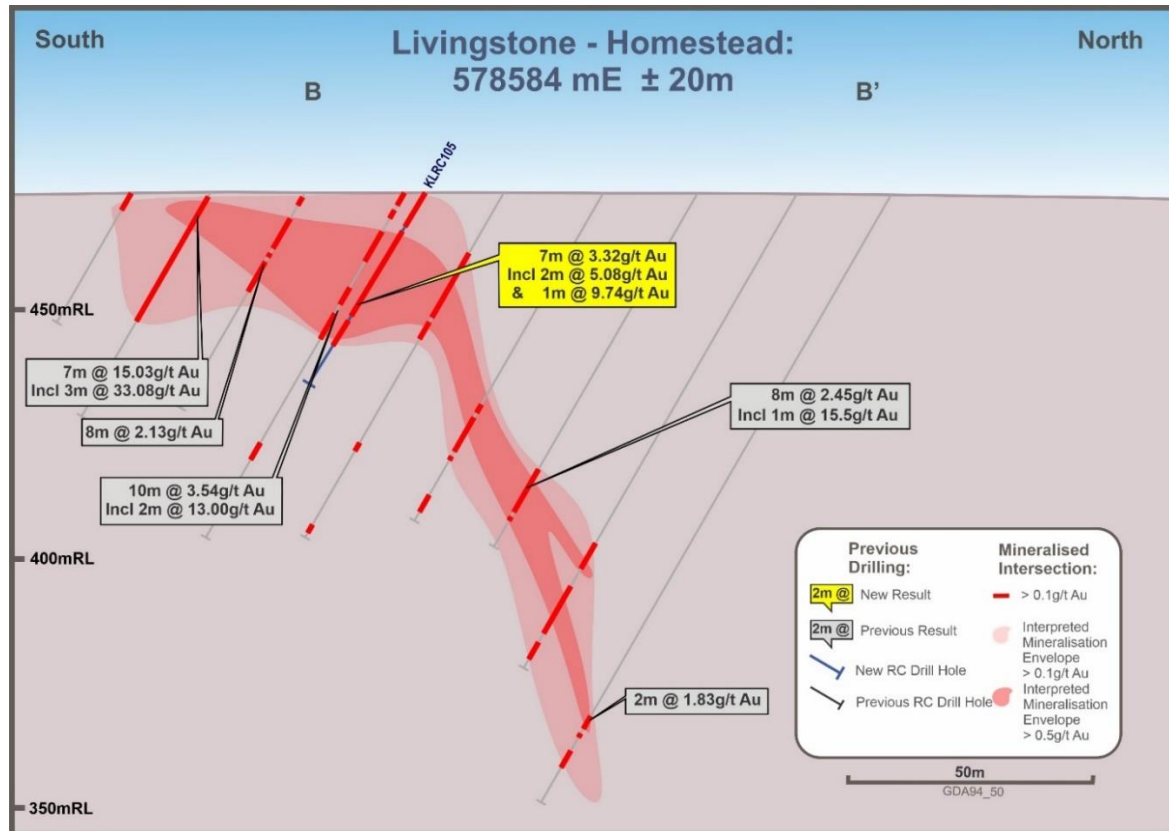 South
Livingstone - Homestead:
578584 mE ± 20m
North
B
B'
KLRC105
7m @ 3.32g/t Au
Incl 2m @ 5.08g/t Au
& 1m @ 9.74g/t Au
450mRL
7m @ 15.03g/t Au
Incl 3m @ 33.08g/t Au
8m @ 2.13g/t Au
8m @ 2.45g/t Au
Incl 1m @ 15.5g/t Au
10m @ 3.54g/t Au
Incl 2m @ 13.00g/t Au
400mRL
2m @ 1.83g/t Au
350mRL
Previous
Drilling:
2m @ New Result
2m @ Previous Result
New RC Drill Hole
Previous RC Drill Hole
Mineralised
Intersection:
> 0.1g/t Au
Interpreted
Mineralisation
Envelope
> 0.1g/t Au
Interpreted
Mineralisation
Envelope
> 0.5g/t Au
50m
GDA94_50